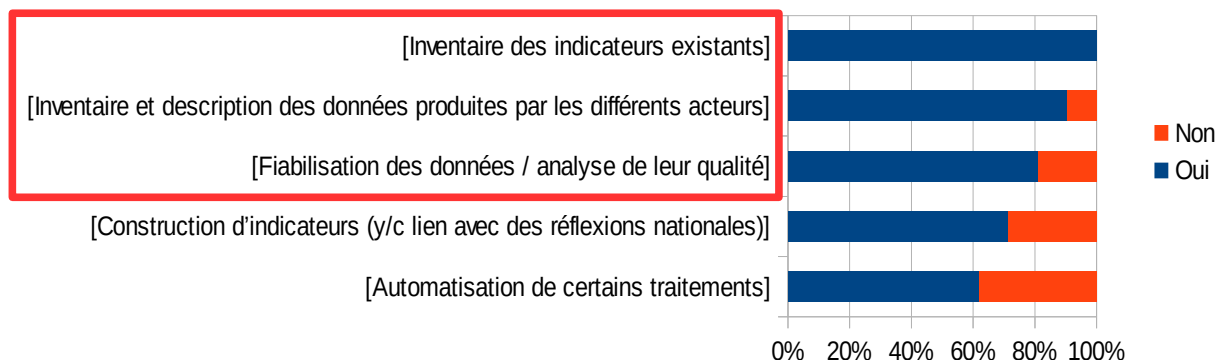 [Inventaire des indicateurs existants]
[Inventaire et description des données produites par les différents acteurs]
[Fiabilisation des données / analyse de leur qualité]
[Construction d'indicateurs (y/c lien avec des réflexions nationales)]
[Automatisation de certains traitements]
Non
Oui
0% 20% 40% 60% 80% 100%